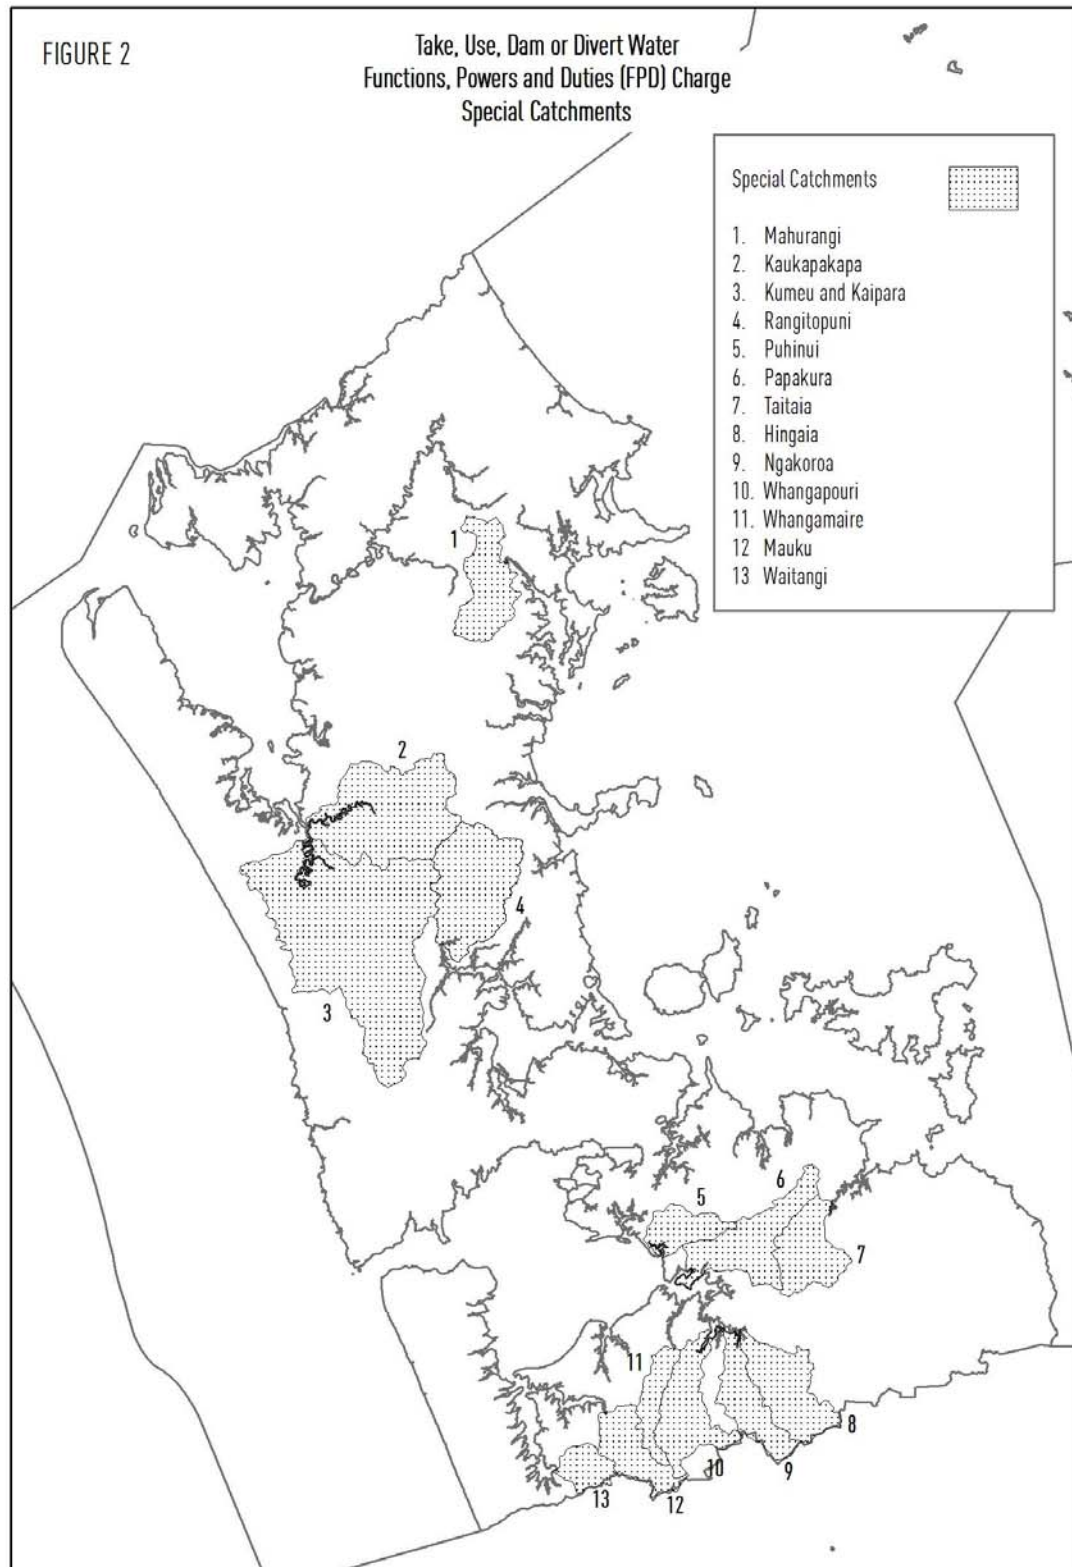 FIGURE 2
Take, Use, Dam or Divert Water
Functions, Powers and Duties (FPD) Charge
Special Catchments
Special Catchments
1. Mahurangi
2. Kaukapakapa
3. Kumeu and Kaipara
4. Rangitopuni
5. Puhinui
6. Papakura
7. Taitaia
8. Hingaia
9. Ngakoroa
10. Whangapouri
11. Whangamaire
12 Mauku
13 Waitangi
1
2
4
3
6
5
7
11
8
10
9
13
12